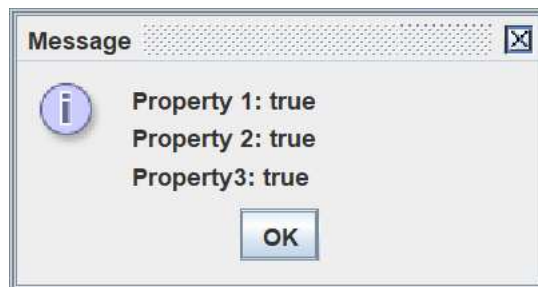 Message
Property 1: true
Property 2: true
Property3: true
OK